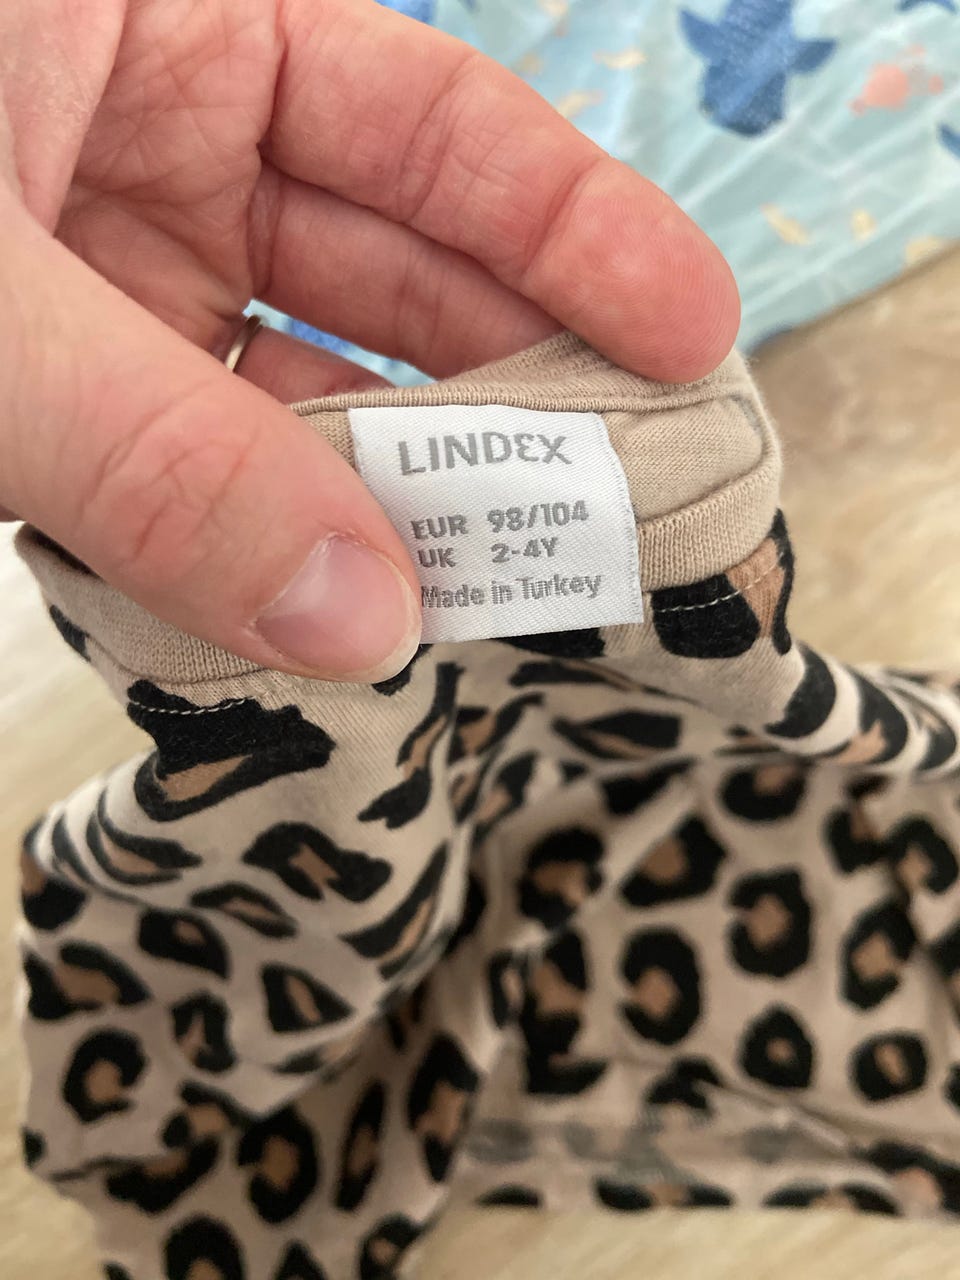 LINDEX
EUR 98/104
UK 2-4Y
Made in Turkey